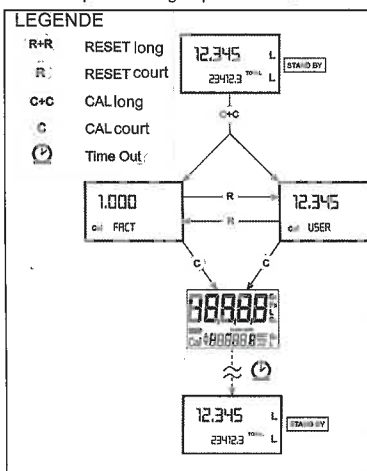 LEGENDE
R+R RESET long
R RESET court
C+C CAL long
C CAL court
Time Out
12.345 L
23412.3 TOTAL L
STAND BY
C+C
1.000
Cal FACT
R
R
12.345
Cal USER
C
C
Cal
12.345 L
23412.3 TOTAL L
STAND BY